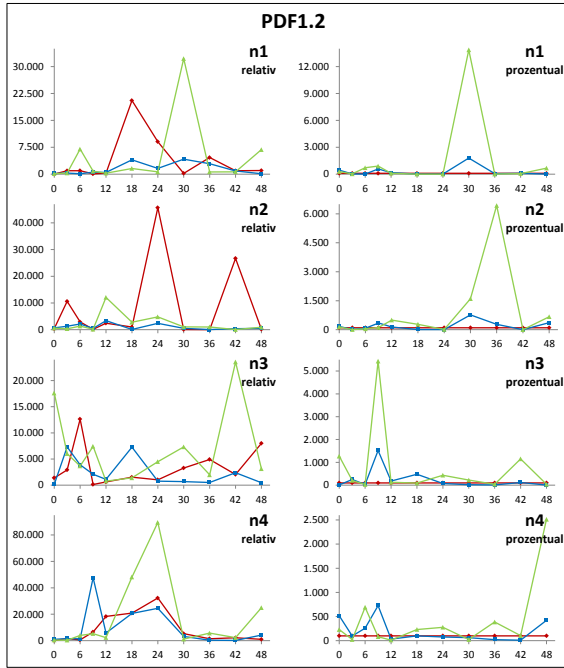 PDF1.2
n1
relativ
30.000
22.500
15.000
7.500
0
0 6 12 18 24 30 36 42 48
n1
prozentual
12.000
9.000
6.000
3.000
0
0 6 12 18 24 30 36 42 48
n2
relativ
40.000
30.000
20.000
10.000
0
0 6 12 18 24 30 36 42 48
n2
prozentual
6.000
4.500
3.000
1.500
0
0 6 12 18 24 30 36 42 48
n3
relativ
20.000
15.000
10.000
5.000
0
0 6 12 18 24 30 36 42 48
n3
prozentual
5.000
4.000
3.000
2.000
1.000
0
0 6 12 18 24 30 36 42 48
n4
relativ
80.000
60.000
40.000
20.000
0
0 6 12 18 24 30 36 42 48
n4
prozentual
2.500
2.000
1.500
1.000
500
0
0 6 12 18 24 30 36 42 48